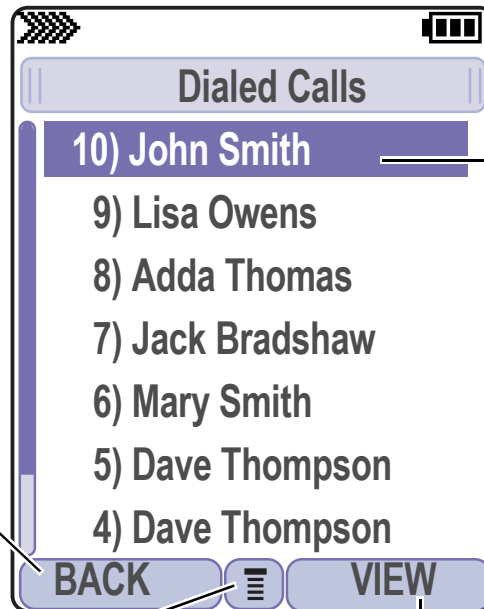 Dialed Calls
10) John Smith
9) Lisa Owens
8) Adda Thomas
7) Jack Bradshaw
6) Mary Smith
5) Dave Thompson
4) Dave Thompson
BACK VIEW